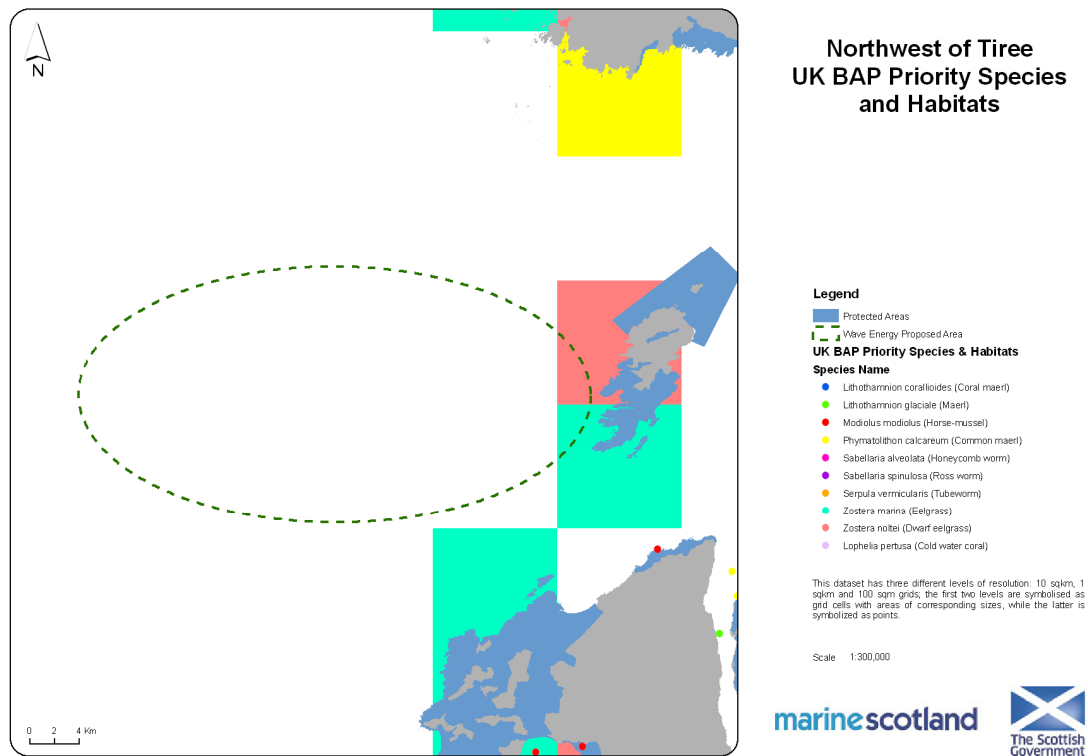 N
Northwest of Tiree
UK BAP Priority Species
and Habitats
Legend
Protected Areas
Wave Energy Proposed Area
UK BAP Priority Species & Habitats
Species Name
Lithothamnion corallioides (Coral maerl)
Lithothamnion glaciale (Maerl)
Modiolus modiolus (Horse-mussel)
Phymatolithon calcareum (Common maerl)
Sabellaria alveolata (Honeycomb worm)
Sabellaria spinulosa (Ross worm)
Serpula vermicularis (Tubeworm)
Zostera marina (Eelgrass)
Zostera noltei (Dwarf eelgrass)
Lophelia pertusa (Cold water coral)
This dataset has three different levels of resolution: 10 sqkm, 1
sqkm and 100 sqm grids; the first two levels are symbolised as
grid cells with areas of corresponding sizes, while the latter is
symbolized as points.
Scale 1:300,000
0 2 4 Km
marinescotland
The Scottish
Government